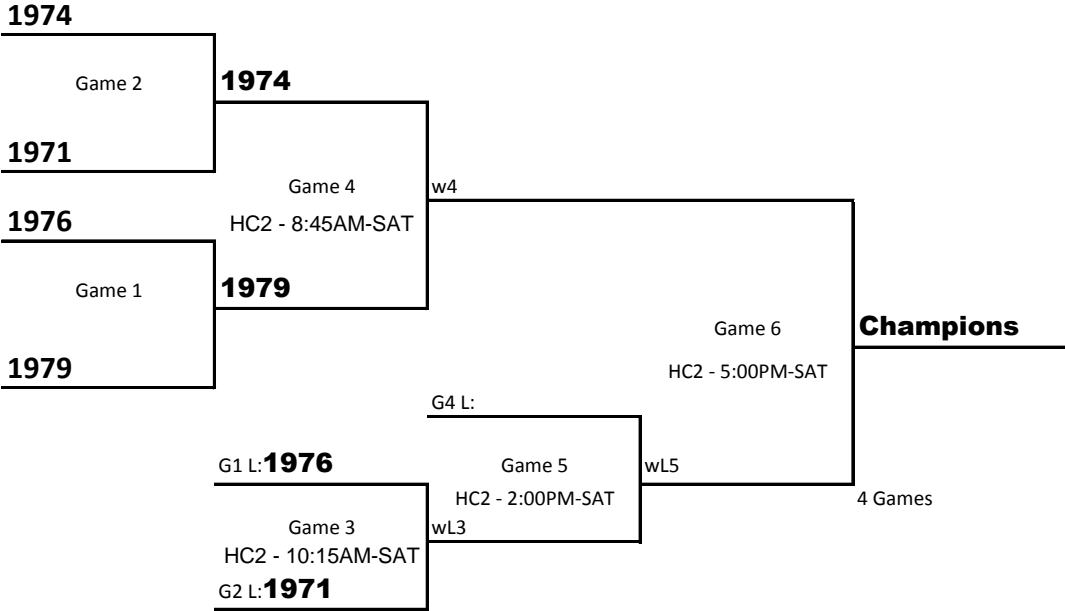 1974
Game 2
1974
1971
Game 4
w4
1976
HC2 - 8:45AM-SAT
Game 1
1979
Game 6
Champions
1979
HC2 - 5:00PM-SAT
G4 L:
G1 L:1976
Game 5
wL5
HC2 - 2:00PM-SAT
4 Games
Game 3
wL3
HC2 - 10:15AM-SAT
G2 L:1971